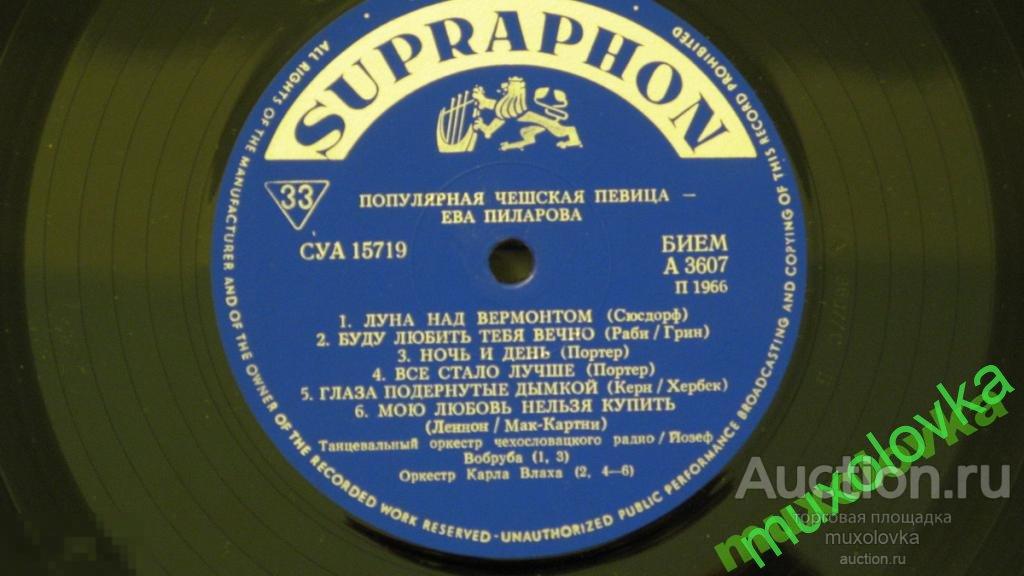 SUPRAPHON
ALL RIGHTS OF THE MANUFACTURER AND OF THE OWNER OF THE RECORDED WORK RESERVED - UNAUTHORIZED PUBLIC PERFORMANCE BROADCASTING AND COPYING OF THIS RECORD PROHIBITED
33
ПОПУЛЯРНАЯ ЧЕШСКАЯ ПЕВИЦА –
ЕВА ПИЛАРОВА
СУА 15719
БИЕМ
А 3607
П 1966
1. ЛУНА НАД ВЕРМОНТОМ (Сюсдорф)
2. БУДУ ЛЮБИТЬ ТЕБЯ ВЕЧНО (Раби / Грин)
3. НОЧЬ И ДЕНЬ (Портер)
4. ВСЕ СТАЛО ЛУЧШЕ (Портер)
5. ГЛАЗА ПОДЕРНУТЫЕ ДЫМКОЙ (Керн / Хербек)
6. МОЮ ЛЮБОВЬ НЕЛЬЗЯ КУПИТЬ
(Леннон / Мак-Картни)
Танцевальный оркестр чехословацкого радио / Йозеф
Вобруба (1, 3)
Оркестр Карла Влаха (2, 4–6)
muxolovka
Auction.ru
торговая площадка
muxolovka
auction.ru